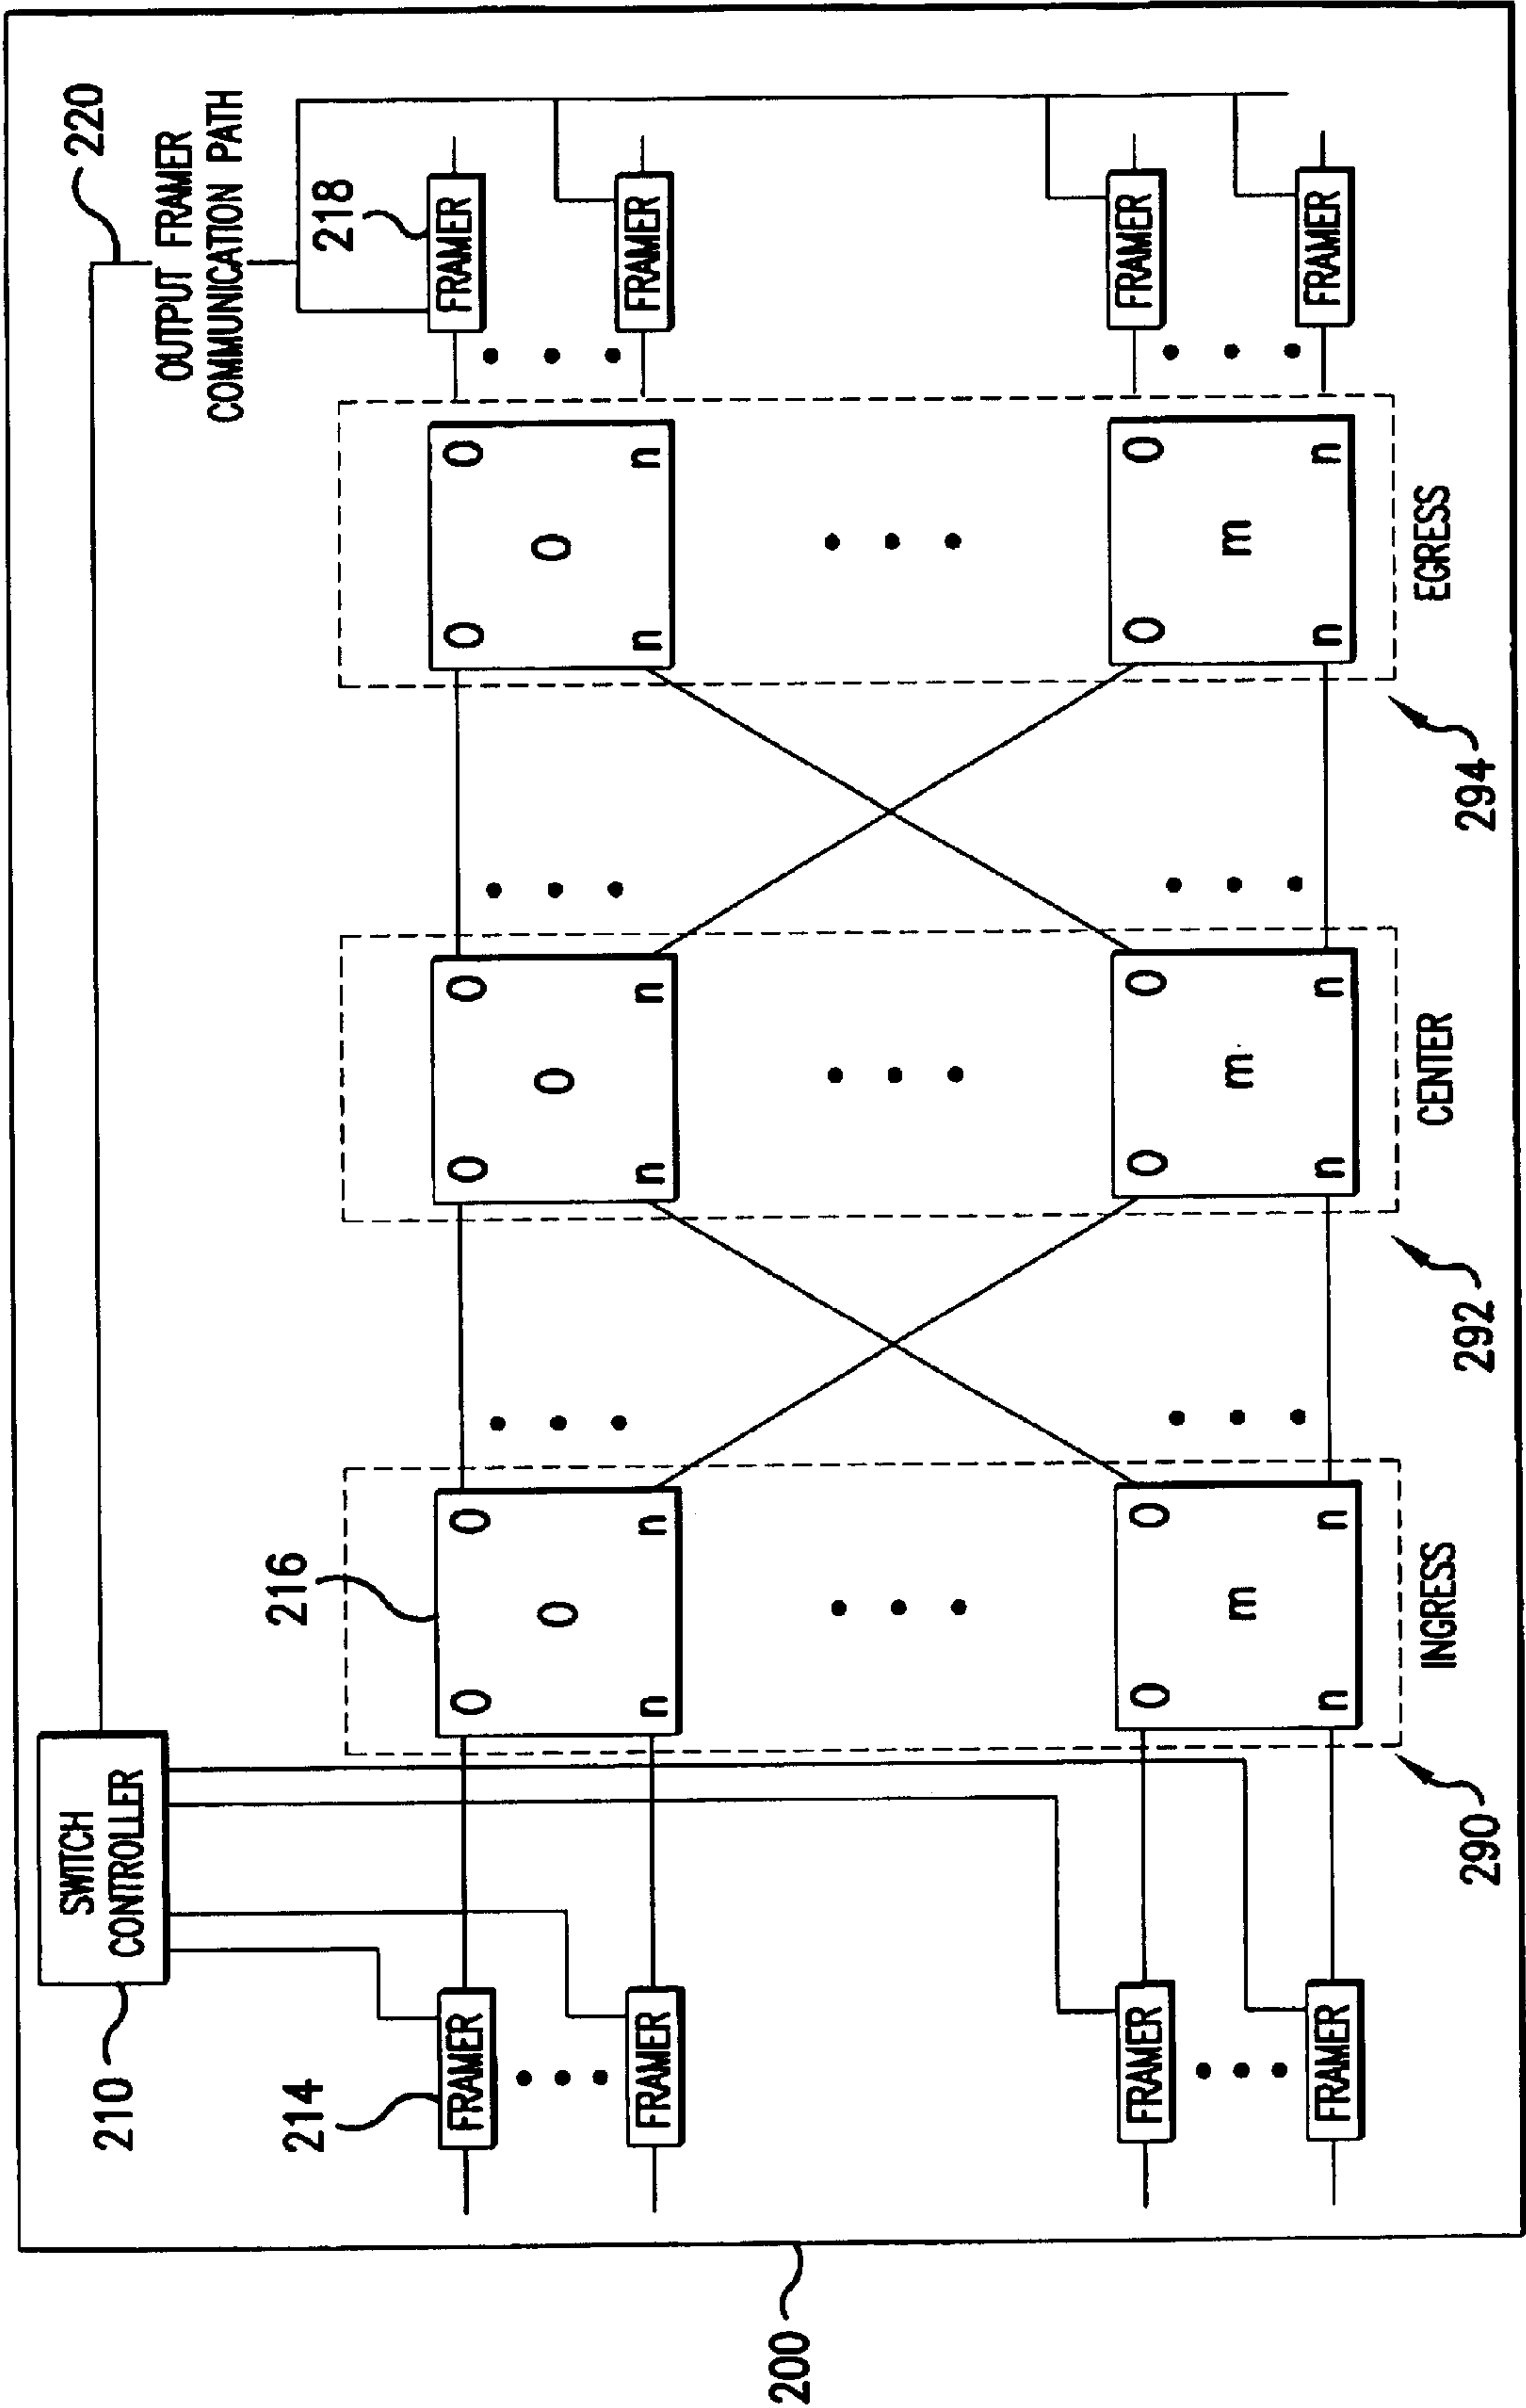 220
OUTPUT FRAMER
COMMUNICATION PATH
SWITCH
CONTROLLER
210
214
216
218
FRAMER
FRAMER
FRAMER
FRAMER
0 0
0
n n
0 0
m
n n
0 0
0
n n
0 0
m
n n
0 0
0
n n
0 0
m
n n
FRAMER
FRAMER
FRAMER
FRAMER
INGRESS
CENTER
EGRESS
290
292
294
200